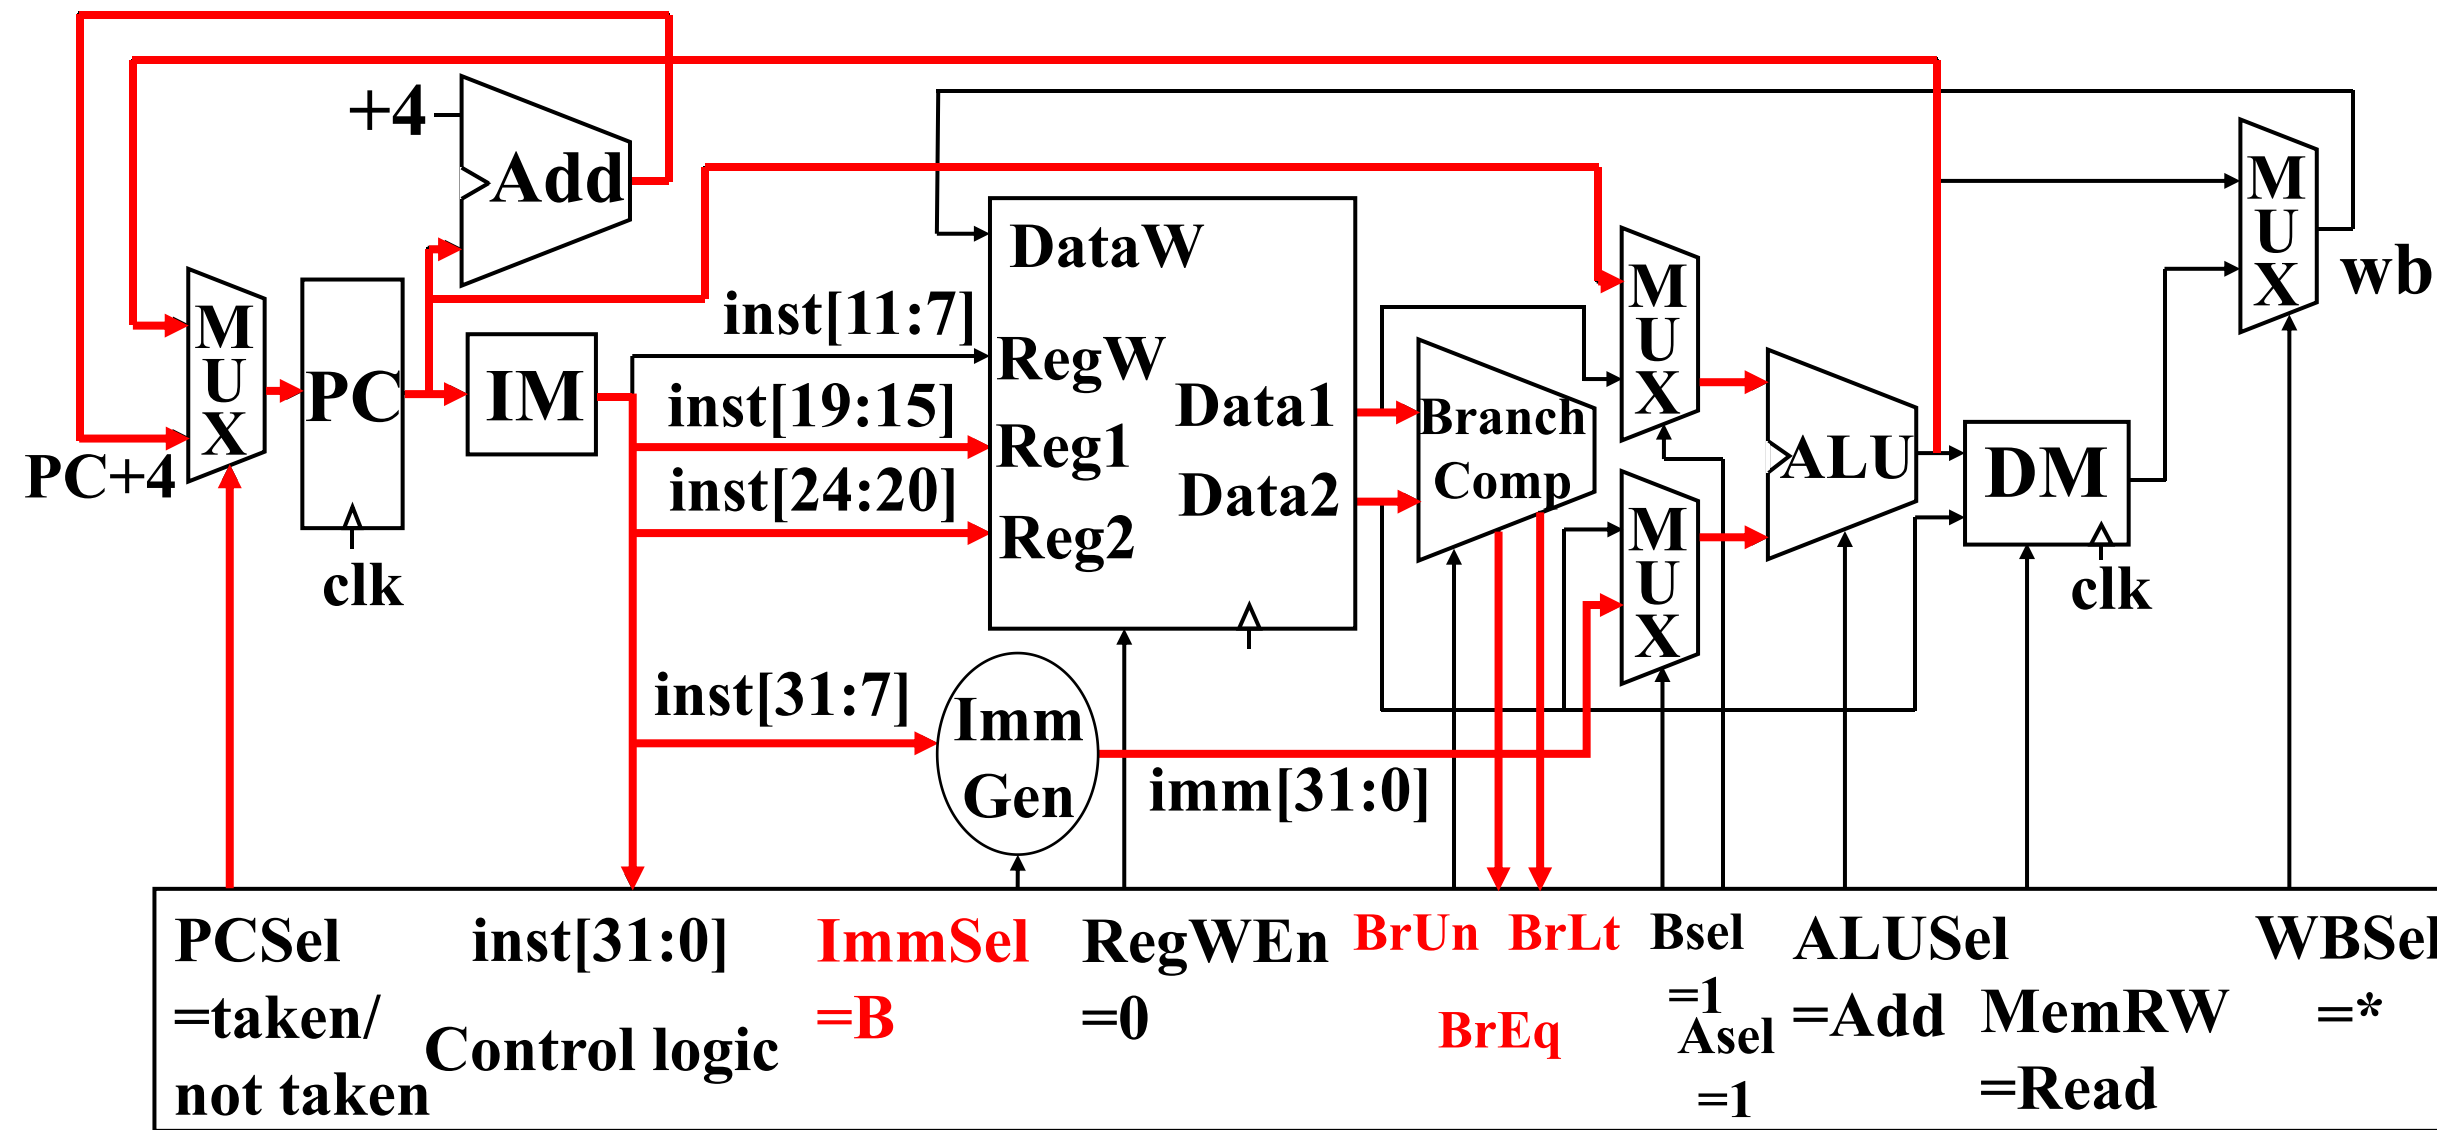 +4
Add
M
U
X
PC+4
PC
clk
IM
inst[11:7]
inst[19:15]
inst[24:20]
inst[31:7]
DataW
RegW
Reg1
Reg2
Data1
Data2
Imm
Gen
imm[31:0]
Branch
Comp
M
U
X
M
U
X
ALU
DM
clk
M
U
X
wb
PCSel
=taken/
not taken
inst[31:0]
Control logic
ImmSel
=B
RegWEn
=0
BrUn
BrLt
BrEq
Bsel
=1
Asel
=1
ALUSel
=Add
MemRW
=Read
WBSel
=*